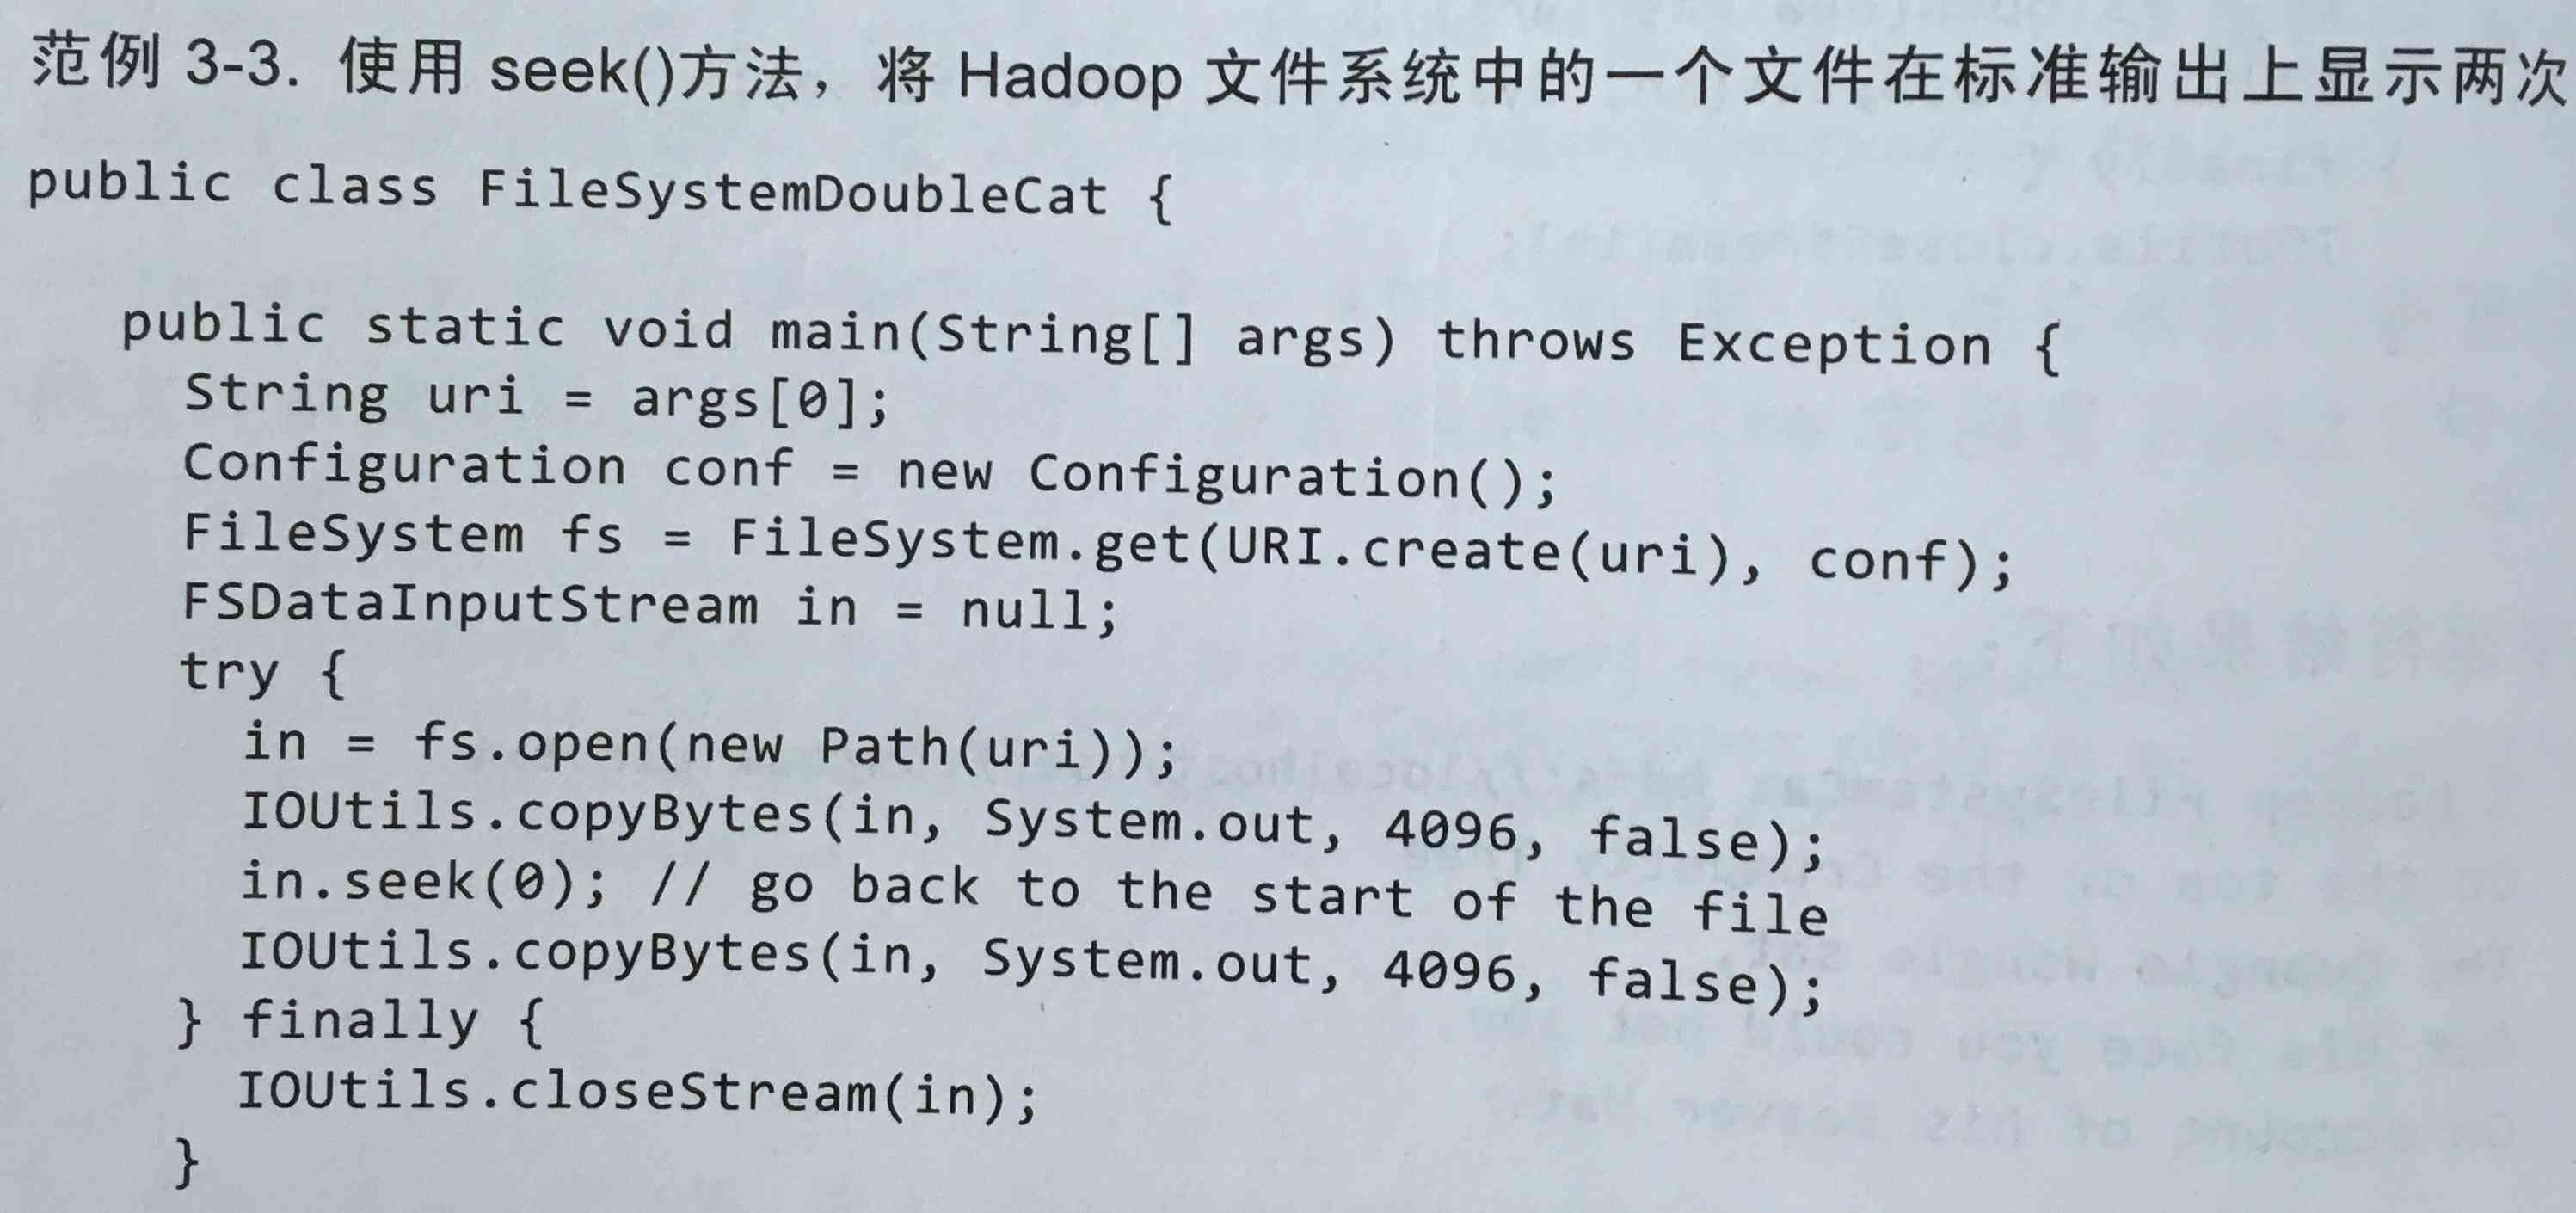 范例 3-3. 使用 seek()方法，将 Hadoop 文件系统中的一个文件在标准输出上显示两次
public class FileSystemDoubleCat {
public static void main(String[] args) throws Exception {
String uri = args[0];
Configuration conf = new Configuration();
FileSystem fs = FileSystem.get(URI.create(uri), conf);
FSDataInputStream in = null;
try {
in = fs.open(new Path(uri));
IOUtils.copyBytes(in, System.out, 4096, false);
in.seek(0); // go back to the start of the file
IOUtils.copyBytes(in, System.out, 4096, false);
} finally {
IOUtils.closeStream(in);
}